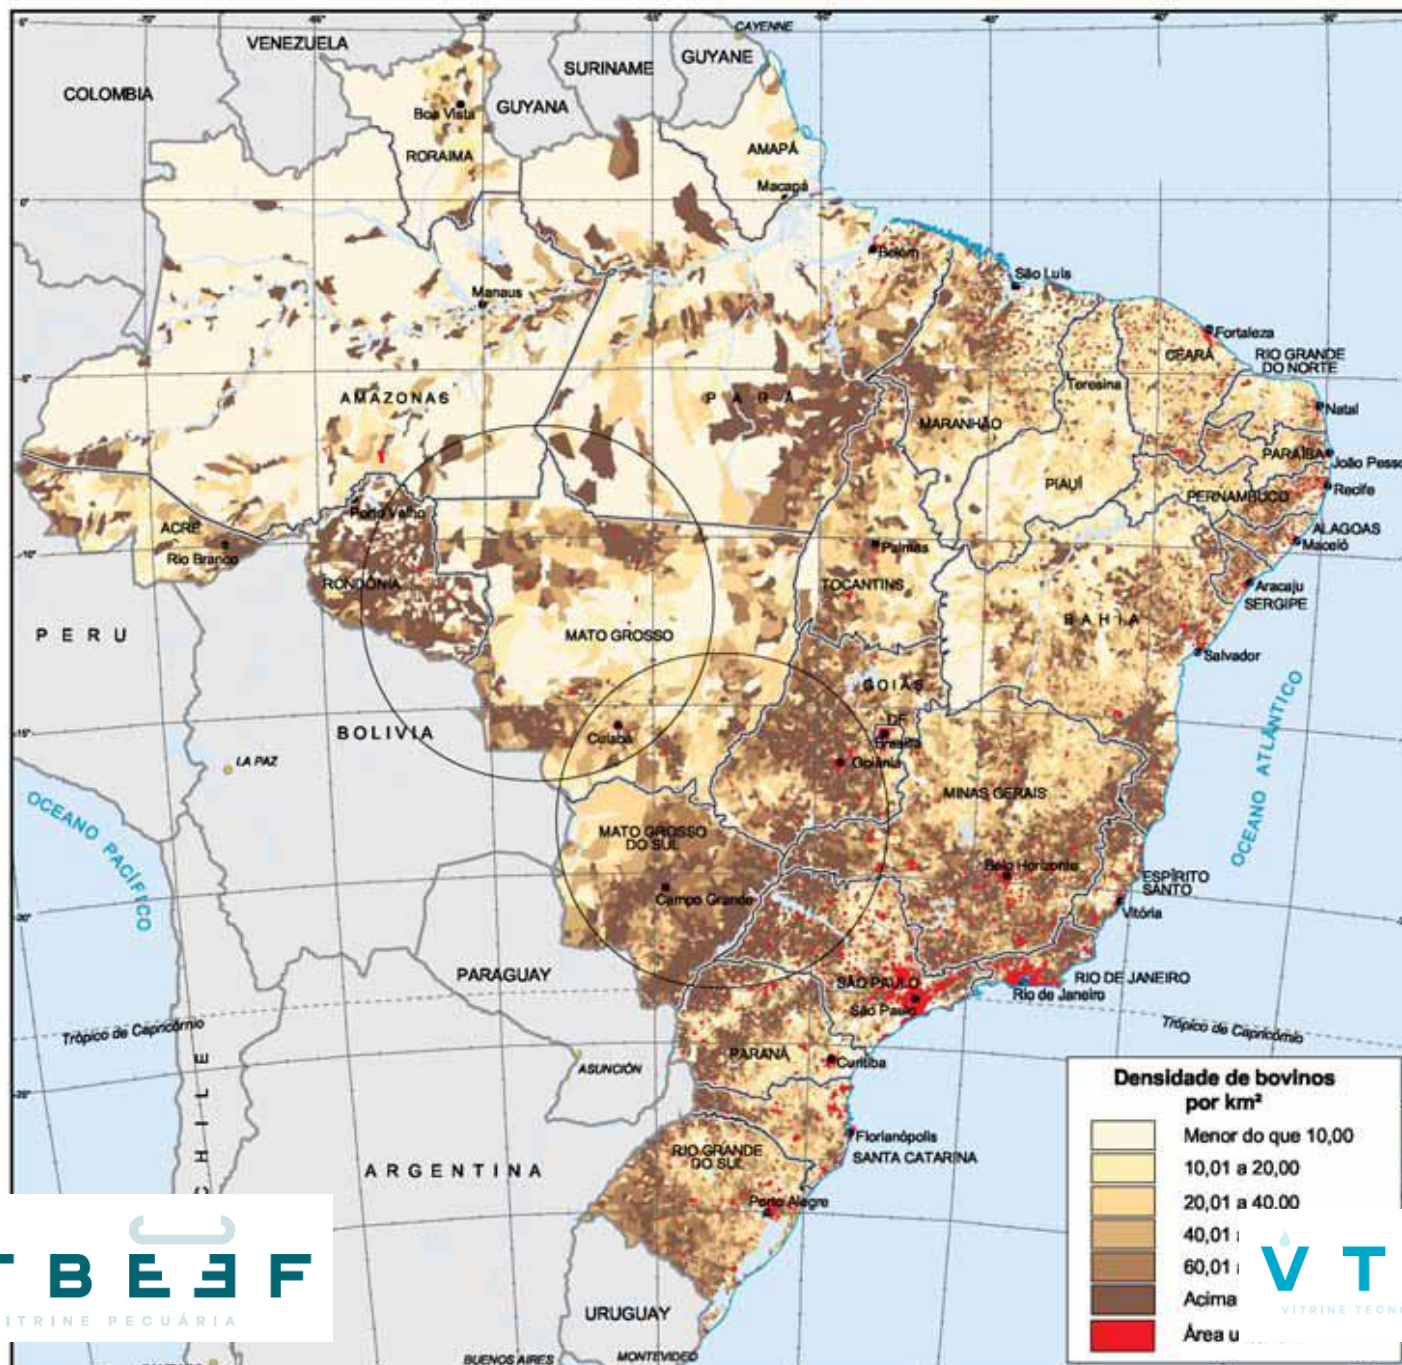 CAYENNE
VENEZUELA
GUYANE
SURINAME
COLOMBIA
GUYANA
Boa Vista
RORAIMA
AMAPÁ
Macapá
0°
Belém
São Luís
Manaus
Fortaleza
CEARÁ
RIO GRANDE
DO NORTE
Teresina
AMAZONAS
PARÁ
Natal
MARANHÃO
PARAÍBA
João Pesso
PIAUÍ
PERNAMBUCO
Recife
Porto Velho
ACRE
ALAGOAS
Rio Branco
Palmas
Maceió
RONDÔNIA
TOCANTINS
Aracaju
SERGIPE
BAHIA
PERU
MATO GROSSO
Salvador
GOIÁS
OCEANO ATLÂNTICO
DF
BOLIVIA
Cuiabá
Brasília
LA PAZ
Goiânia
MINAS GERAIS
OCEANO PACÍFICO
MATO GROSSO
DO SUL
Belo Horizonte
ESPÍRITO
SANTO
Campo Grande
Vitória
PARAGUAY
SÃO PAULO
RIO DE JANEIRO
Rio de Janeiro
São Paulo
Trópico de Capricórnio
Trópico de Capricórnio
PARANÁ
Curitiba
ASUNCIÓN
CHILE
Florianópolis
SANTA CATARINA
ARGENTINA
RIO GRANDE
DO SUL
Porto Alegre
URUGUAY
BUENOS AIRES
MONTEVIDEO
Densidade de bovinos
por km²
Menor do que 10,00
10,01 a 20,00
20,01 a 40,00
40,01
60,01
Acima
Área u
T BEEF
VITRINE PECUÁRIA
VT
VITRINE TECNO